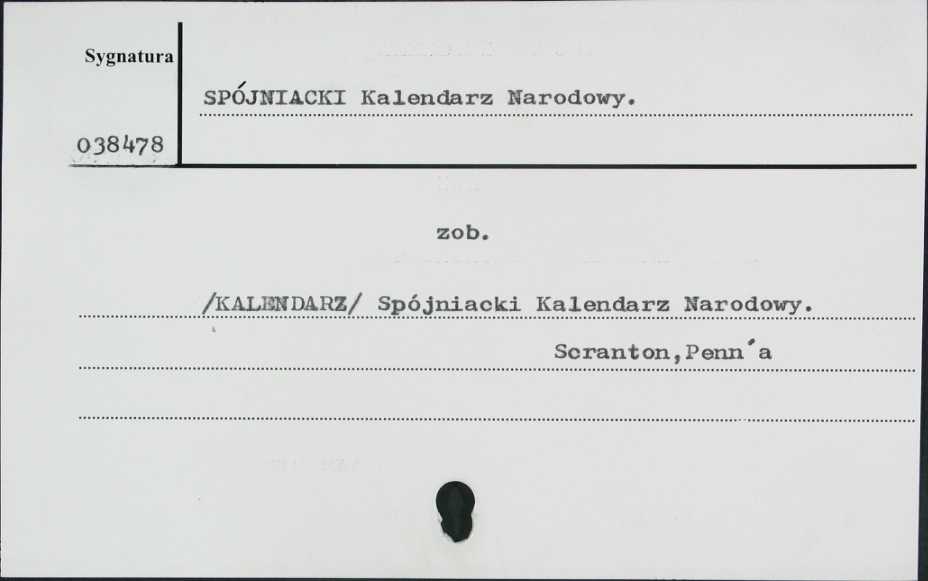 Sygnatura
SPÓJNIACKI Kalendarz Narodowy.
038478
zob.
/KALENDARZ/ Spójniacki Kalendarz Narodowy.
Scranton,Penn´a